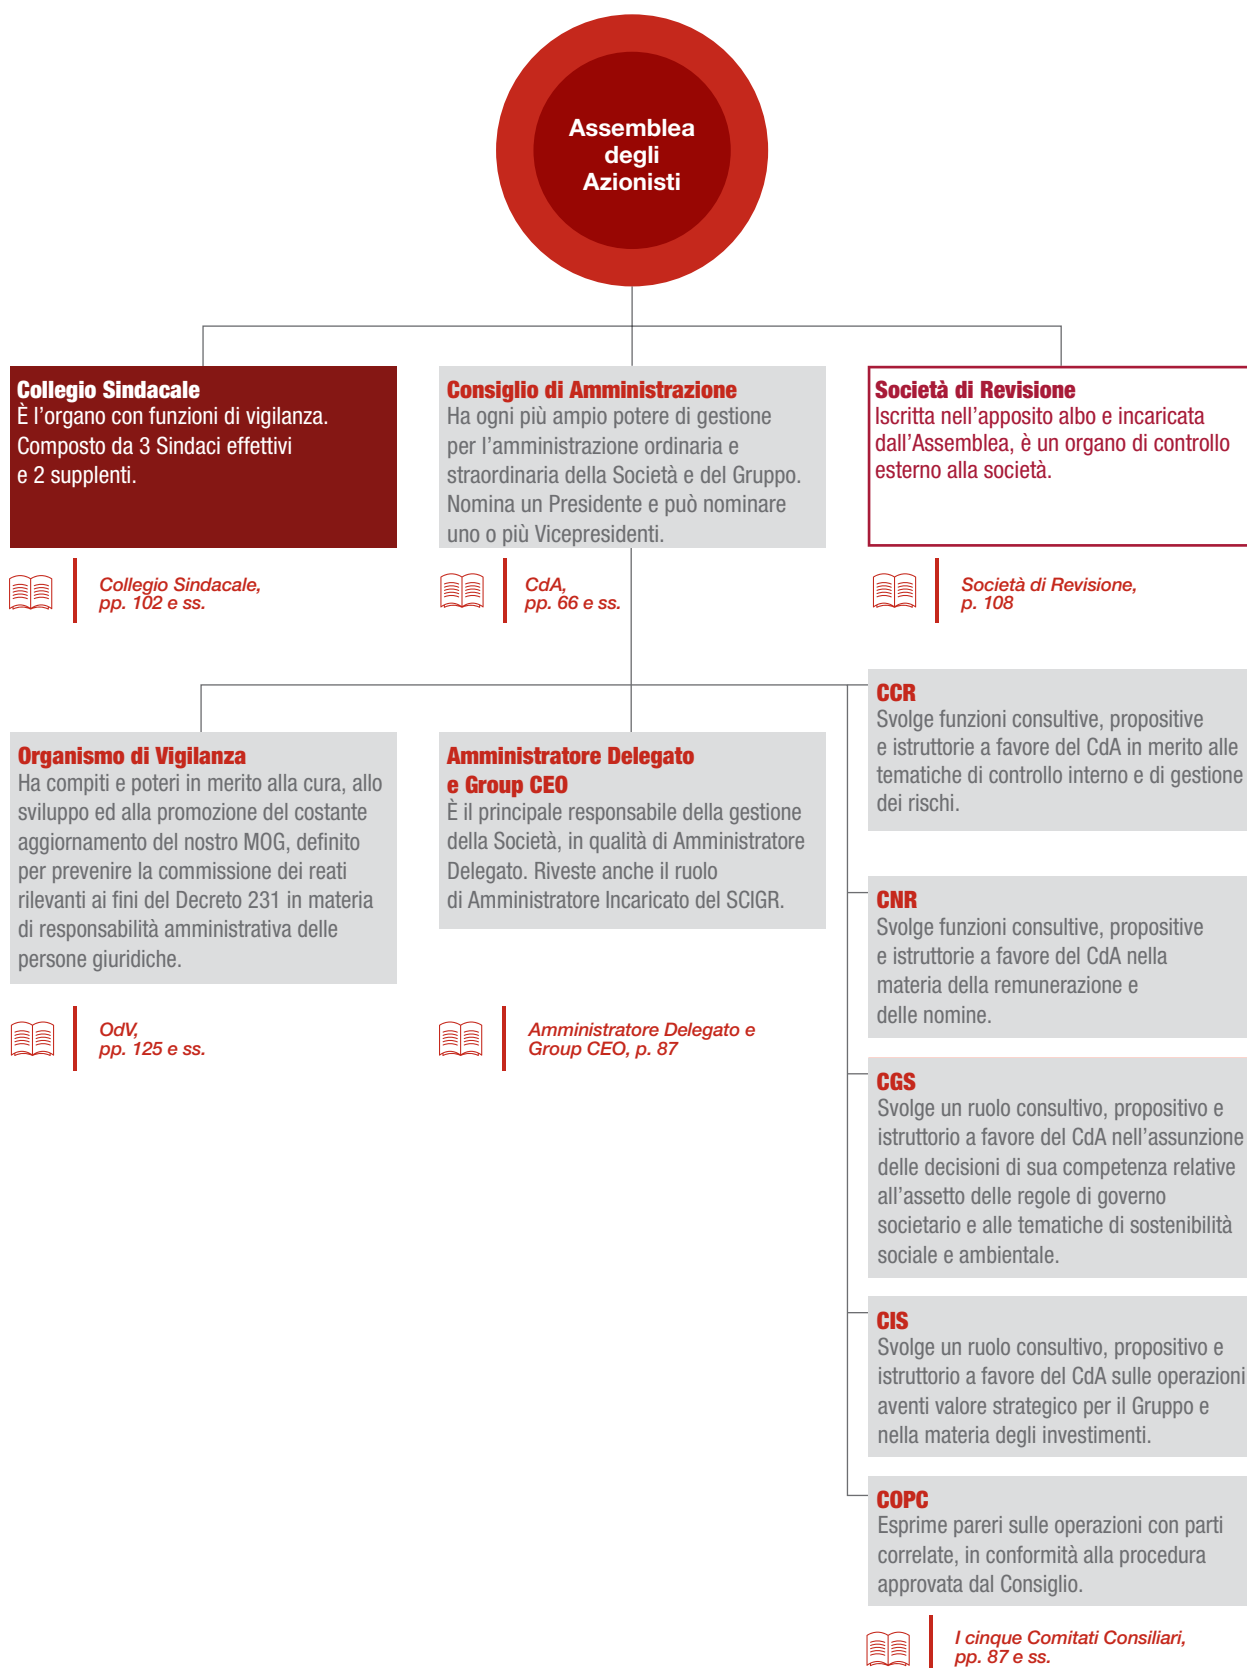 Assemblea
degli
Azionisti
Collegio Sindacale
È l'organo con funzioni di vigilanza.
Composto da 3 Sindaci effettivi
e 2 supplenti.
Collegio Sindacale,
pp. 102 e ss.
Consiglio di Amministrazione
Ha ogni più ampio potere di gestione
per l'amministrazione ordinaria e
straordinaria della Società e del Gruppo.
Nomina un Presidente e può nominare
uno o più Vicepresidenti.
CdA,
pp. 66 e ss.
Società di Revisione
Iscritta nell'apposito albo e incaricata
dall'Assemblea, è un organo di controllo
esterno alla società.
Società di Revisione,
p. 108
Organismo di Vigilanza
Ha compiti e poteri in merito alla cura, allo
sviluppo ed alla promozione del costante
aggiornamento del nostro MOG, definito
per prevenire la commissione dei reati
rilevanti ai fini del Decreto 231 in materia
di responsabilità amministrativa delle
persone giuridiche.
OdV,
pp. 125 e ss.
Amministratore Delegato
e Group CEO
È il principale responsabile della gestione
della Società, in qualità di Amministratore
Delegato. Riveste anche il ruolo
di Amministratore Incaricato del SCIGR.
Amministratore Delegato e
Group CEO, p. 87
CCR
Svolge funzioni consultive, propositive
e istruttorie a favore del CdA in merito alle
tematiche di controllo interno e di gestione
dei rischi.
CNR
Svolge funzioni consultive, propositive
e istruttorie a favore del CdA nella
materia della remunerazione e
delle nomine.
CGS
Svolge un ruolo consultivo, propositivo e
istruttorio a favore del CdA nell'assunzione
delle decisioni di sua competenza relative
all'assetto delle regole di governo
societario e alle tematiche di sostenibilità
sociale e ambientale.
CIS
Svolge un ruolo consultivo, propositivo e
istruttorio a favore del CdA sulle operazioni
aventi valore strategico per il Gruppo e
nella materia degli investimenti.
COPC
Esprime pareri sulle operazioni con parti
correlate, in conformità alla procedura
approvata dal Consiglio.
I cinque Comitati Consiliari,
pp. 87 e ss.